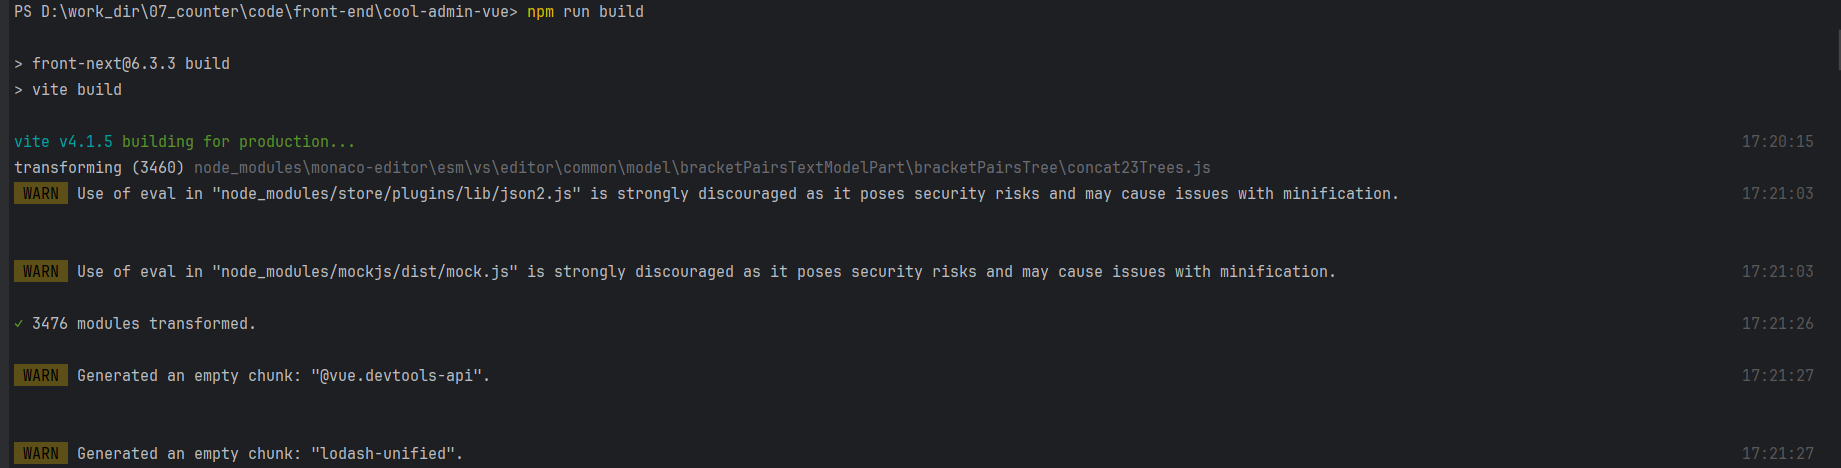 PS D:\work_dir\07_counter\code\front-end\cool-admin-vue> npm run build
> front-next@6.3.3 build
> vite build
vite v4.1.5 building for production... 17:20:15
transforming (3460) node_modules\monaco-editor\esm\vs\editor\common\model\bracketPairsTextModelPart\bracketPairsTree\concat23Trees.js
WARN Use of eval in "node_modules/store/plugins/lib/json2.js" is strongly discouraged as it poses security risks and may cause issues with minification. 17:21:03
WARN Use of eval in "node_modules/mockjs/dist/mock.js" is strongly discouraged as it poses security risks and may cause issues with minification. 17:21:03
✓ 3476 modules transformed. 17:21:26
WARN Generated an empty chunk: "@vue.devtools-api". 17:21:27
WARN Generated an empty chunk: "lodash-unified". 17:21:27